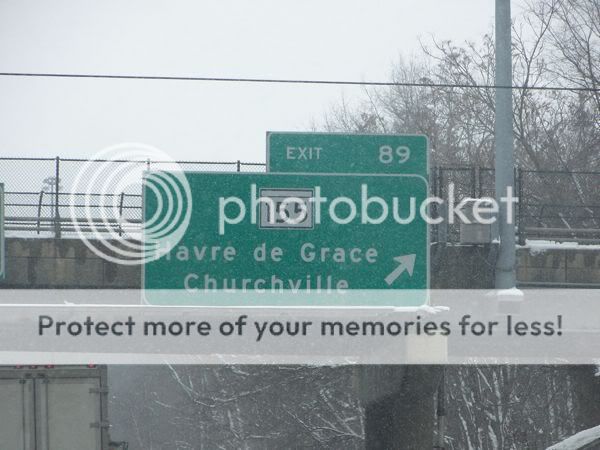 EXIT 89
photobucket
Havre de Grace
Churchville
Protect more of your memories for less!